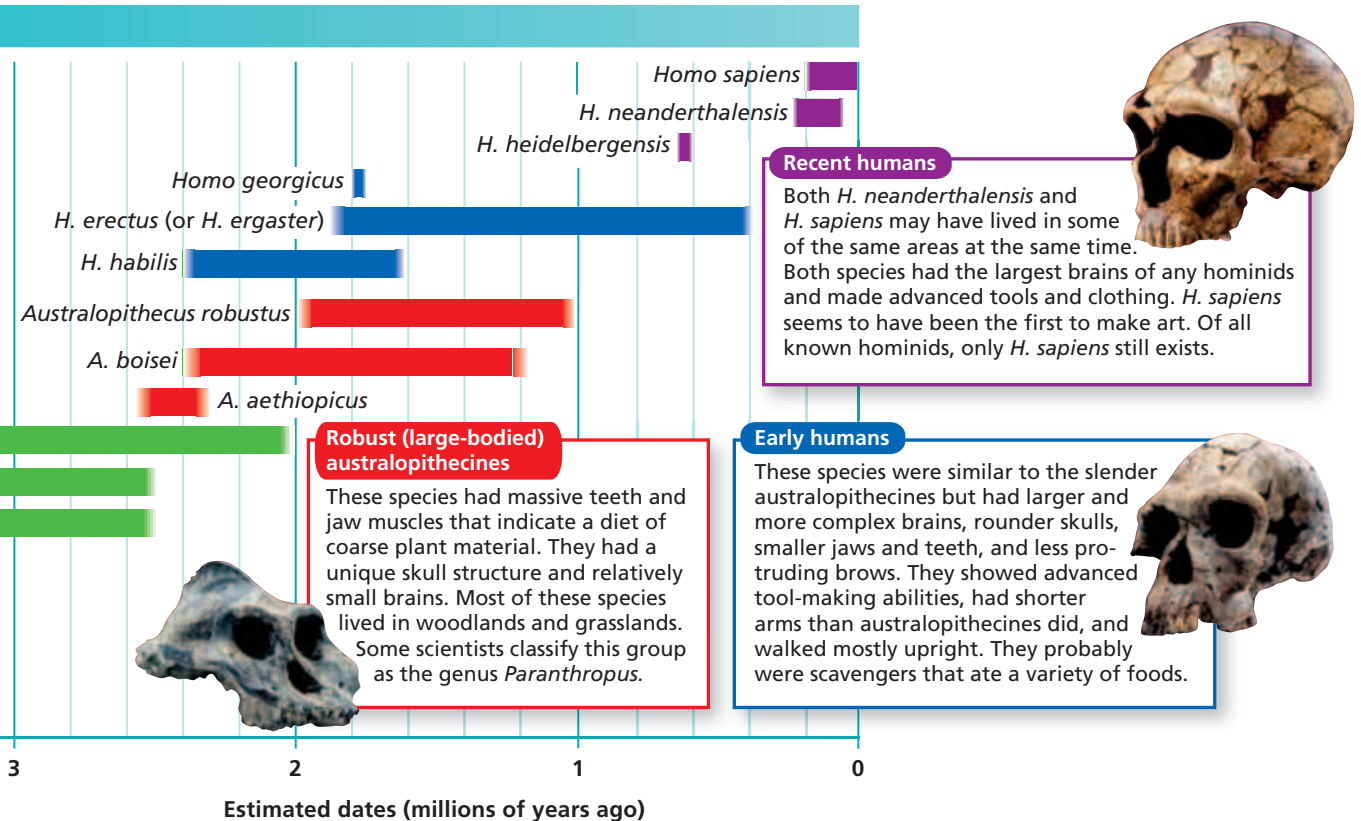 Homo sapiens
H. neanderthalensis
H. heidelbergensis
Homo georgicus
H. erectus (or H. ergaster)
H. habilis
Australopithecus robustus
A. boisei
A. aethiopicus
Recent humans
Both H. neanderthalensis and
H. sapiens may have lived in some
of the same areas at the same time.
Both species had the largest brains of any hominids
and made advanced tools and clothing. H. sapiens
seems to have been the first to make art. Of all
known hominids, only H. sapiens still exists.
Robust (large-bodied)
australopithecines
These species had massive teeth and
jaw muscles that indicate a diet of
coarse plant material. They had a
unique skull structure and relatively
small brains. Most of these species
lived in woodlands and grasslands.
Some scientists classify this group
as the genus Paranthropus.
Early humans
These species were similar to the slender
australopithecines but had larger and
more complex brains, rounder skulls,
smaller jaws and teeth, and less pro-
truding brows. They showed advanced
tool-making abilities, had shorter
arms than australopithecines did, and
walked mostly upright. They probably
were scavengers that ate a variety of foods.
3 2 1 0
Estimated dates (millions of years ago)